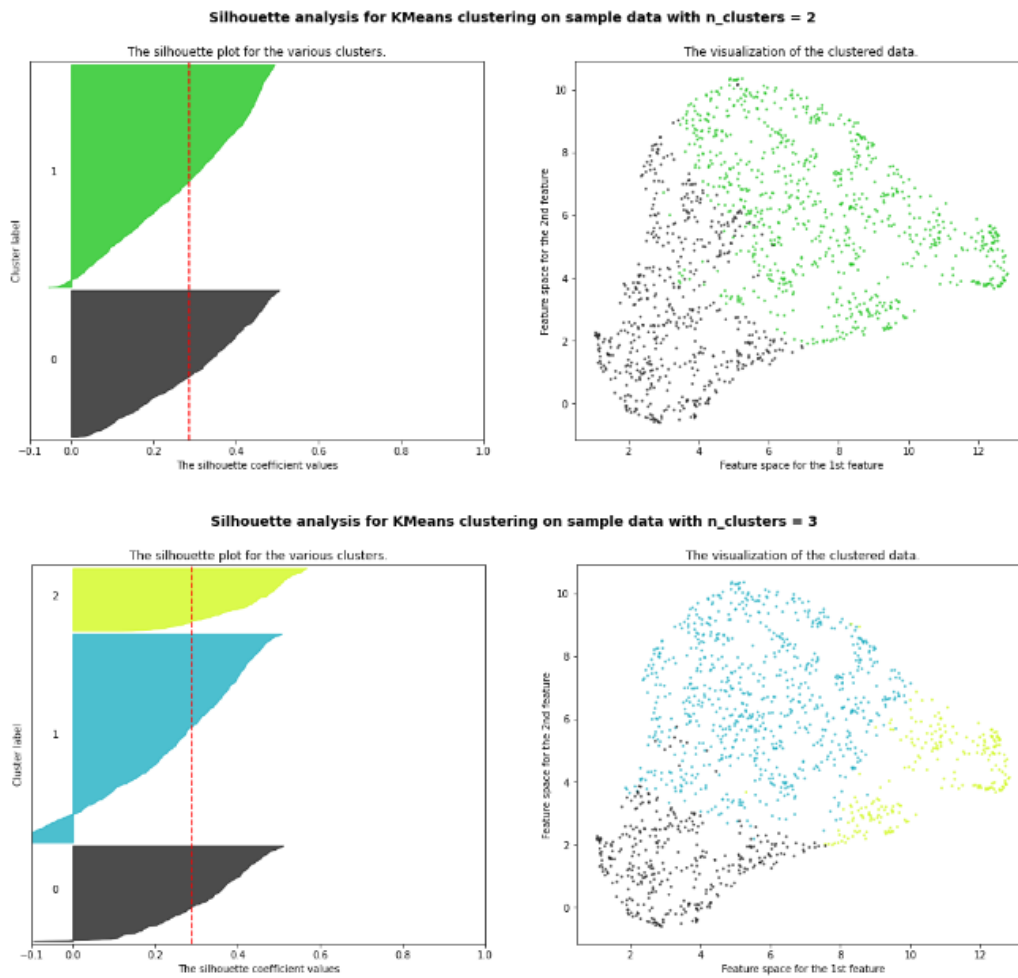 Silhouette analysis for KMeans clustering on sample data with n_clusters = 2
The silhouette plot for the various clusters.
Cluster label
1
0
−0.1 0.0 0.2 0.4 0.6 0.8 1.0
The silhouette coefficient values
The visualization of the clustered data.
Feature space for the 2nd feature
10
8
6
4
2
0
2 4 6 8 10 12
Feature space for the 1st feature
Silhouette analysis for KMeans clustering on sample data with n_clusters = 3
The silhouette plot for the various clusters.
Cluster label
2
1
0
−0.1 0.0 0.2 0.4 0.6 0.8 1.0
The silhouette coefficient values
The visualization of the clustered data.
Feature space for the 2nd feature
10
8
6
4
2
0
2 4 6 8 10 12
Feature space for the 1st feature